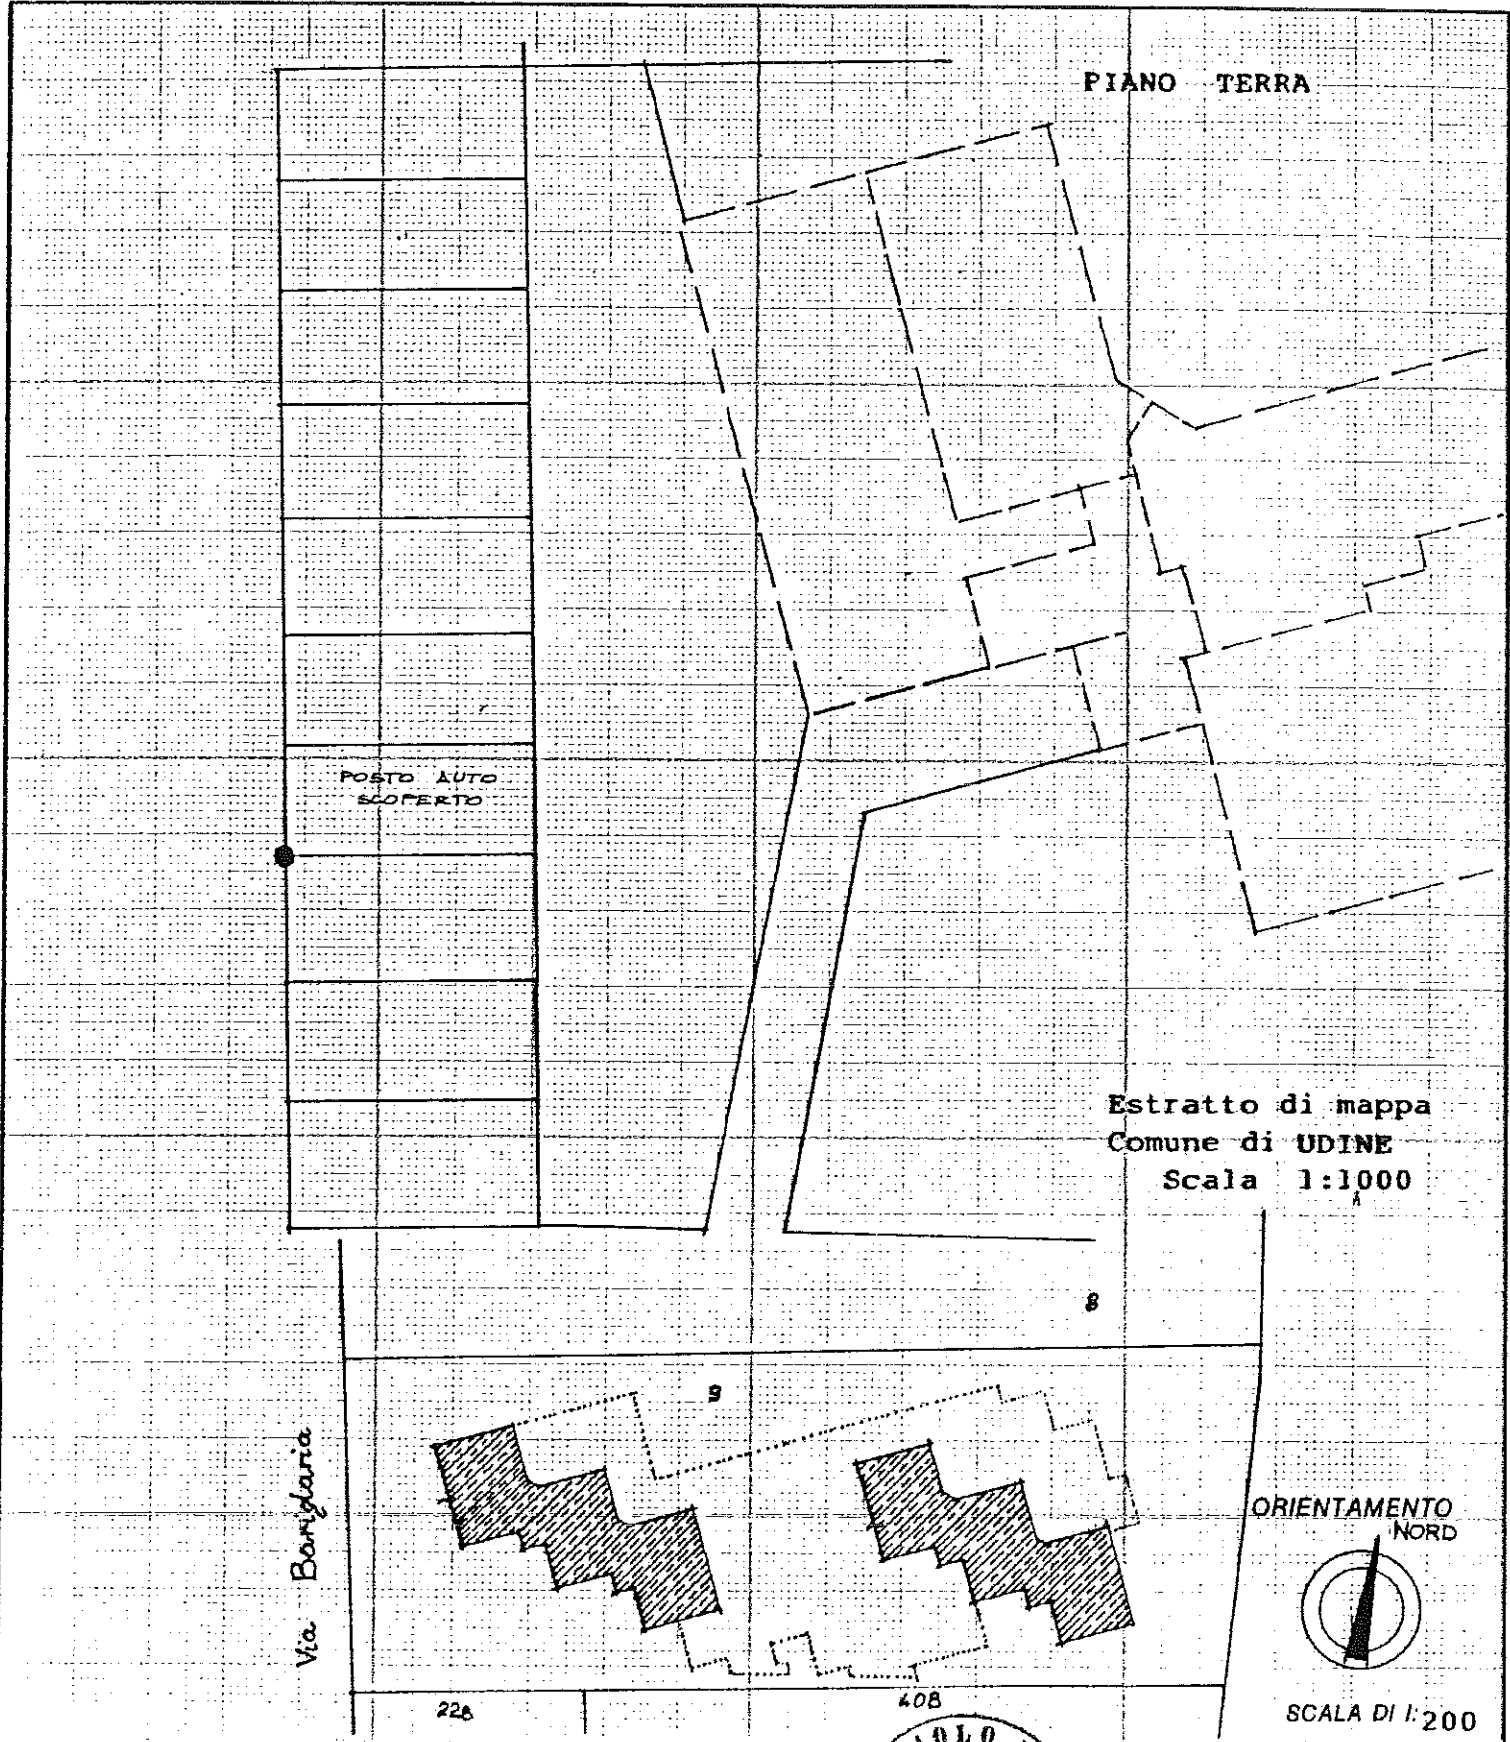 PIANO TERRA
POSTO AUTO
SCOPERTO
Estratto di mappa
Comune di UDINE
Scala 1:1000
8
9
Via Bariglaria
ORIENTAMENTO
NORD
228
408
SCALA DI 1:200